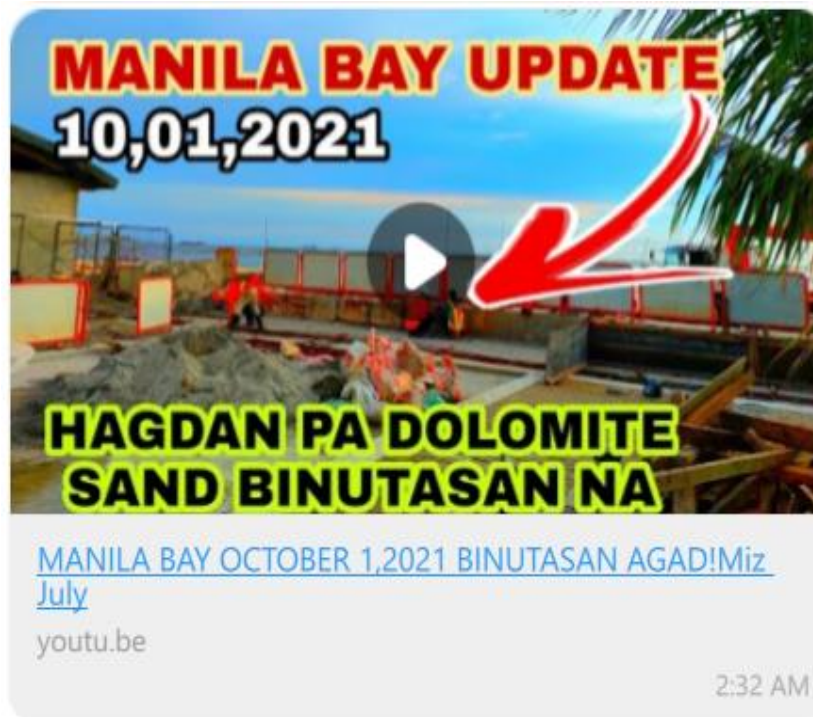 MANILA BAY UPDATE
10,01,2021
HAGDAN PA DOLOMITE
SAND BINUTASAN NA
MANILA BAY OCTOBER 1,2021 BINUTASAN AGAD!Miz
July
youtu.be
2:32 AM